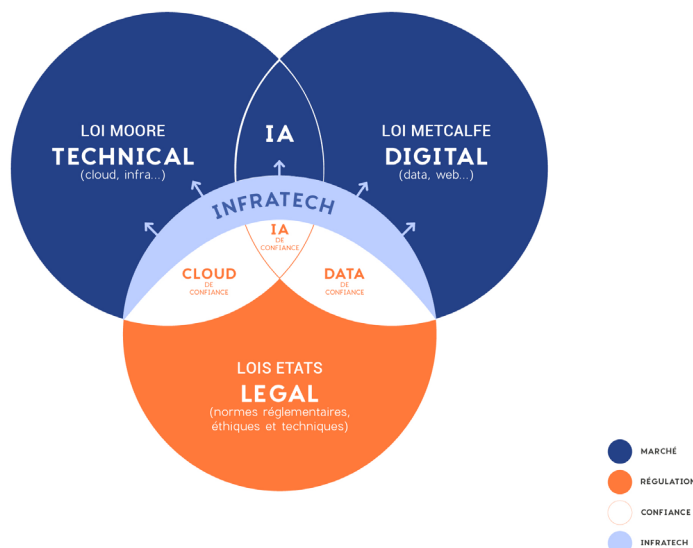 LOI MOORE
TECHNICAL
(cloud, infra...)
IA
LOI METCALFE
DIGITAL
(data, web...)
INFRATECH
IA
DE
CONFIANCE
CLOUD
DE
CONFIANCE
DATA
DE
CONFIANCE
LOIS ETATS
LEGAL
(normes réglementaires,
éthiques et techniques)
MARCHÉ
RÉGULATION
CONFIANCE
INFRATECH